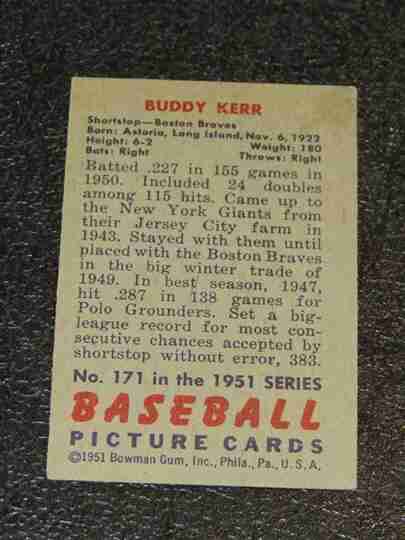 BUDDY KERR
Shortstop—Boston Braves
Born: Astoria, Long Island, Nov. 6, 1922
Height: 6-2 Weight: 180
Bats: Right Throws: Right
Batted .227 in 155 games in
1950. Included 24 doubles
among 115 hits. Came up to
the New York Giants from
their Jersey City farm in
1943. Stayed with them until
placed with the Boston Braves
in the big winter trade of
1949. In best season, 1947,
hit .287 in 138 games for
Polo Grounders. Set a big-
league record for most con-
secutive chances accepted by
shortstop without error, 383.
No. 171 in the 1951 SERIES
BASEBALL
PICTURE CARDS
©1951 Bowman Gum, Inc., Phila., Pa., U.S.A.